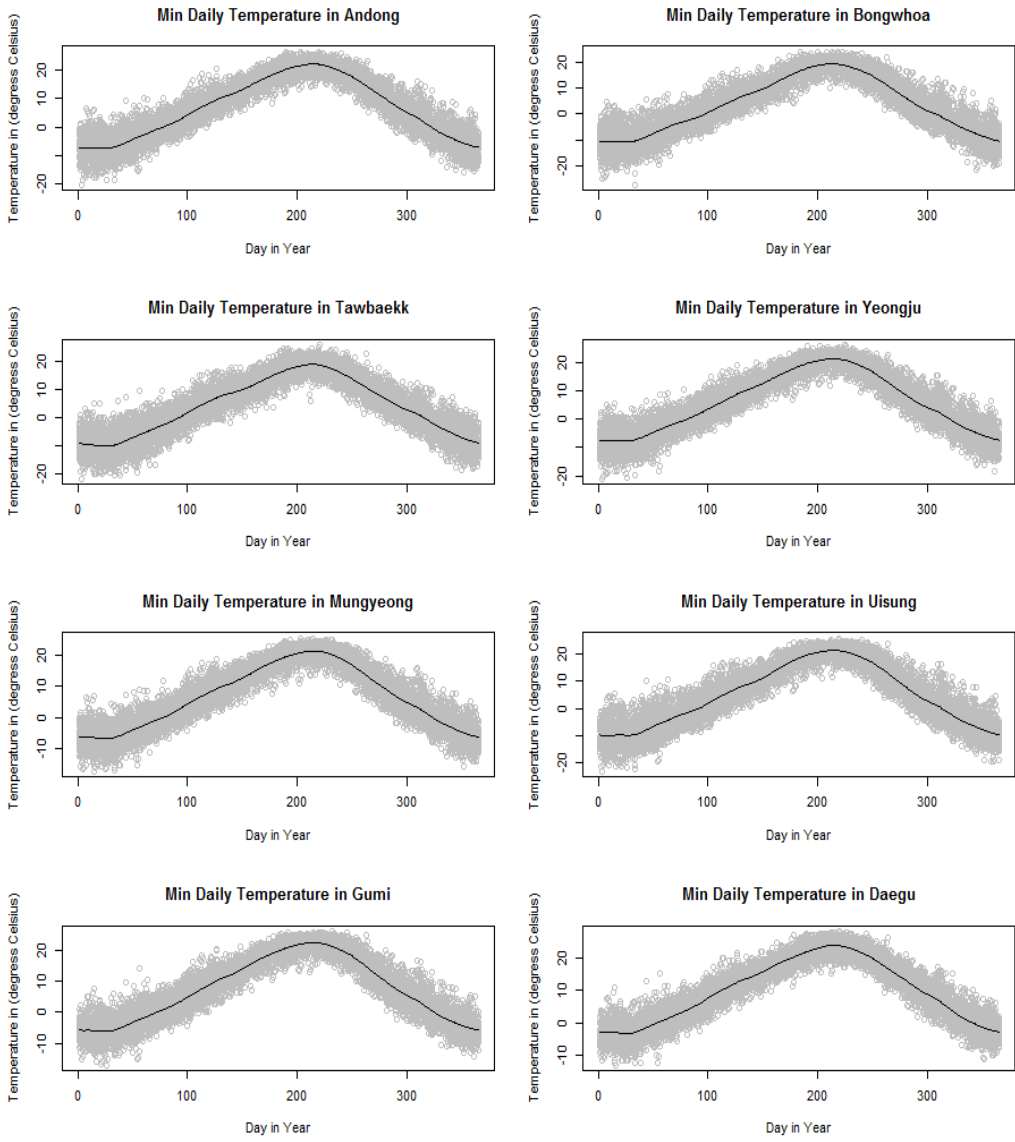 Min Daily Temperature in Andong
Temperature in (degress Celsius)
20
10
0
-20
0
100
200
300
Day in Year
Min Daily Temperature in Bongwhoa
Temperature in (degress Celsius)
20
10
0
-20
0
100
200
300
Day in Year
Min Daily Temperature in Tawbaekk
Temperature in (degress Celsius)
20
10
0
-20
0
100
200
300
Day in Year
Min Daily Temperature in Yeongju
Temperature in (degress Celsius)
20
10
0
-20
0
100
200
300
Day in Year
Min Daily Temperature in Mungyeong
Temperature in (degress Celsius)
20
10
0
-10
0
100
200
300
Day in Year
Min Daily Temperature in Uisung
Temperature in (degress Celsius)
20
10
0
-20
0
100
200
300
Day in Year
Min Daily Temperature in Gumi
Temperature in (degress Celsius)
20
10
0
-10
0
100
200
300
Day in Year
Min Daily Temperature in Daegu
Temperature in (degress Celsius)
20
10
0
-10
0
100
200
300
Day in Year